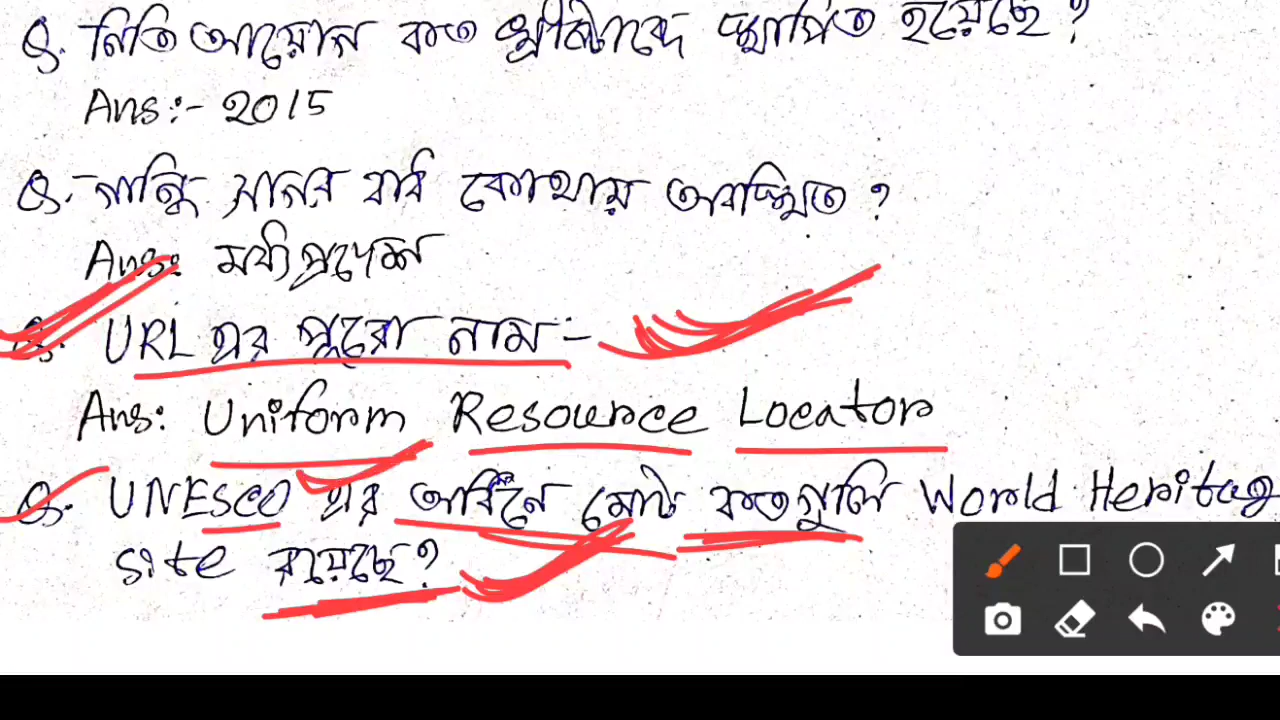 Q. নিতি আয়োগ কত খ্রীষ্টাব্দে স্থাপিত হয়েছে ?
Ans:- 2015
Q. গান্ধি সাগর বাঁধ কোথায় অবস্থিত ?
Ans: মধ্যপ্রদেশ
Q. URL এর পুরো নাম :-
Ans: Uniform Resource Locator
Q. UNESCO এর অধিনে মোট কতগুলি World Heritag
site রয়েছে ?